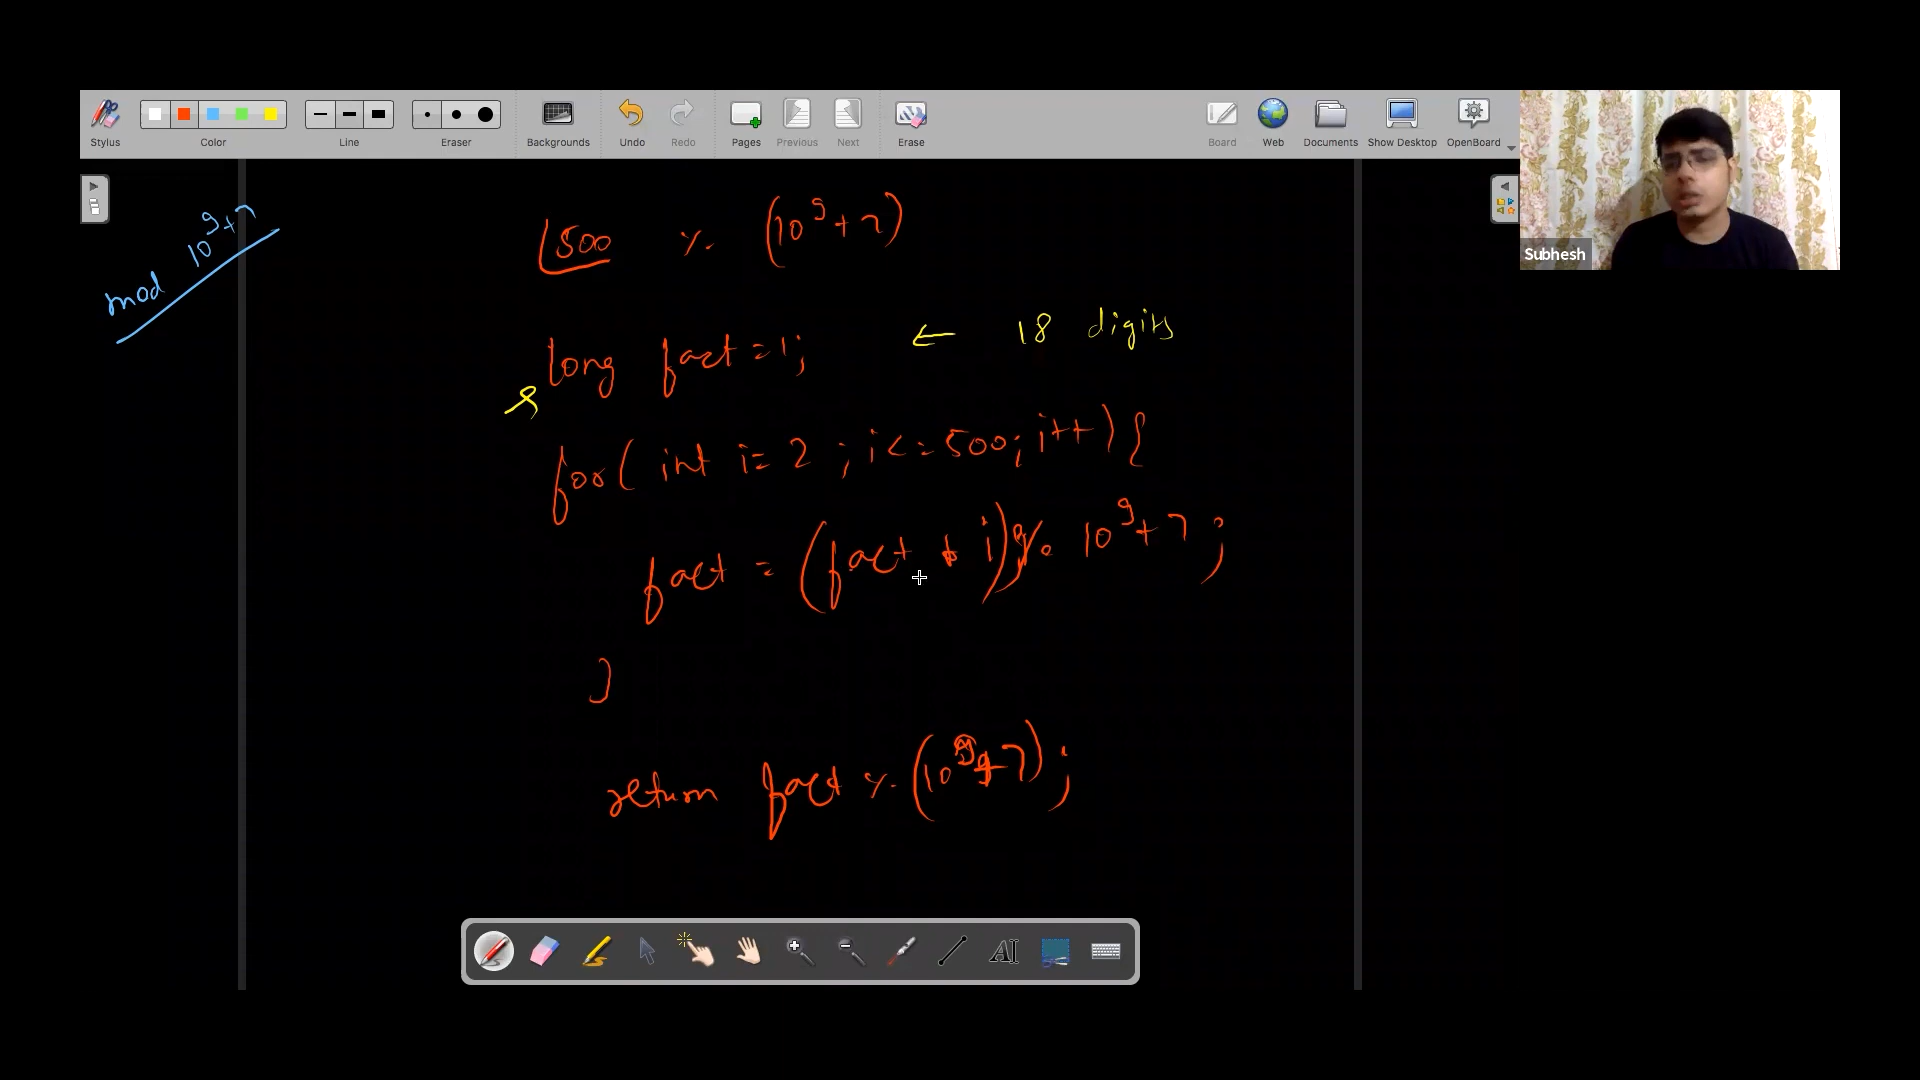 Stylus Color Line Eraser Backgrounds Undo Redo Pages Previous Next Erase Board Web Documents Show Desktop OpenBoard
Subhesh
mod 10^9+7
⌊500 % (10^9+7)
long fact = 1; ← 18 digits
for( int i= 2 ; i<=500; i++) {
fact = (fact * i) % 10^9+7 ;
}
return fact % (10^9+7);
AI